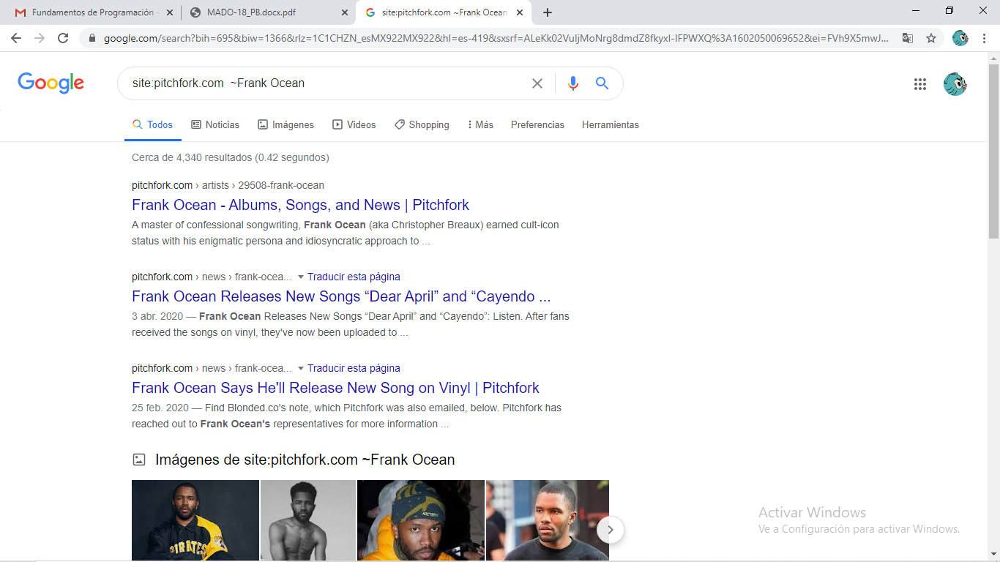 Fundamentos de Programación -
MADO-18_PB.docx.pdf
site:pitchfork.com ~Frank Ocean
google.com/search?bih=695&biw=1366&rlz=1C1CHZN_esMX922MX922&hl=es-419&sxsrf=ALeKk02VuIjMoNrg8dmdZ8fkyxI-IFPWXQ%3A1602050069652&ei=FVh9X5mwJ...
Google
site:pitchfork.com ~Frank Ocean
Todos
Noticias
Imágenes
Videos
Shopping
Más
Preferencias
Herramientas
Cerca de 4,340 resultados (0.42 segundos)
pitchfork.com › artists › 29508-frank-ocean
Frank Ocean - Albums, Songs, and News | Pitchfork
A master of confessional songwriting, Frank Ocean (aka Christopher Breaux) earned cult-icon
status with his enigmatic persona and idiosyncratic approach to ...
pitchfork.com › news › frank-ocea... Traducir esta página
Frank Ocean Releases New Songs “Dear April” and “Cayendo ...
3 abr. 2020 — Frank Ocean Releases New Songs “Dear April” and “Cayendo”: Listen. After fans
received the songs on vinyl, they've now been uploaded to ...
pitchfork.com › news › frank-ocea... Traducir esta página
Frank Ocean Says He'll Release New Song on Vinyl | Pitchfork
25 feb. 2020 — Find Blonded.co's note, which Pitchfork was also emailed, below. Pitchfork has
reached out to Frank Ocean's representatives for more information ...
Imágenes de site:pitchfork.com ~Frank Ocean
PIRATES
Activar Windows
Ve a Configuración para activar Windows.